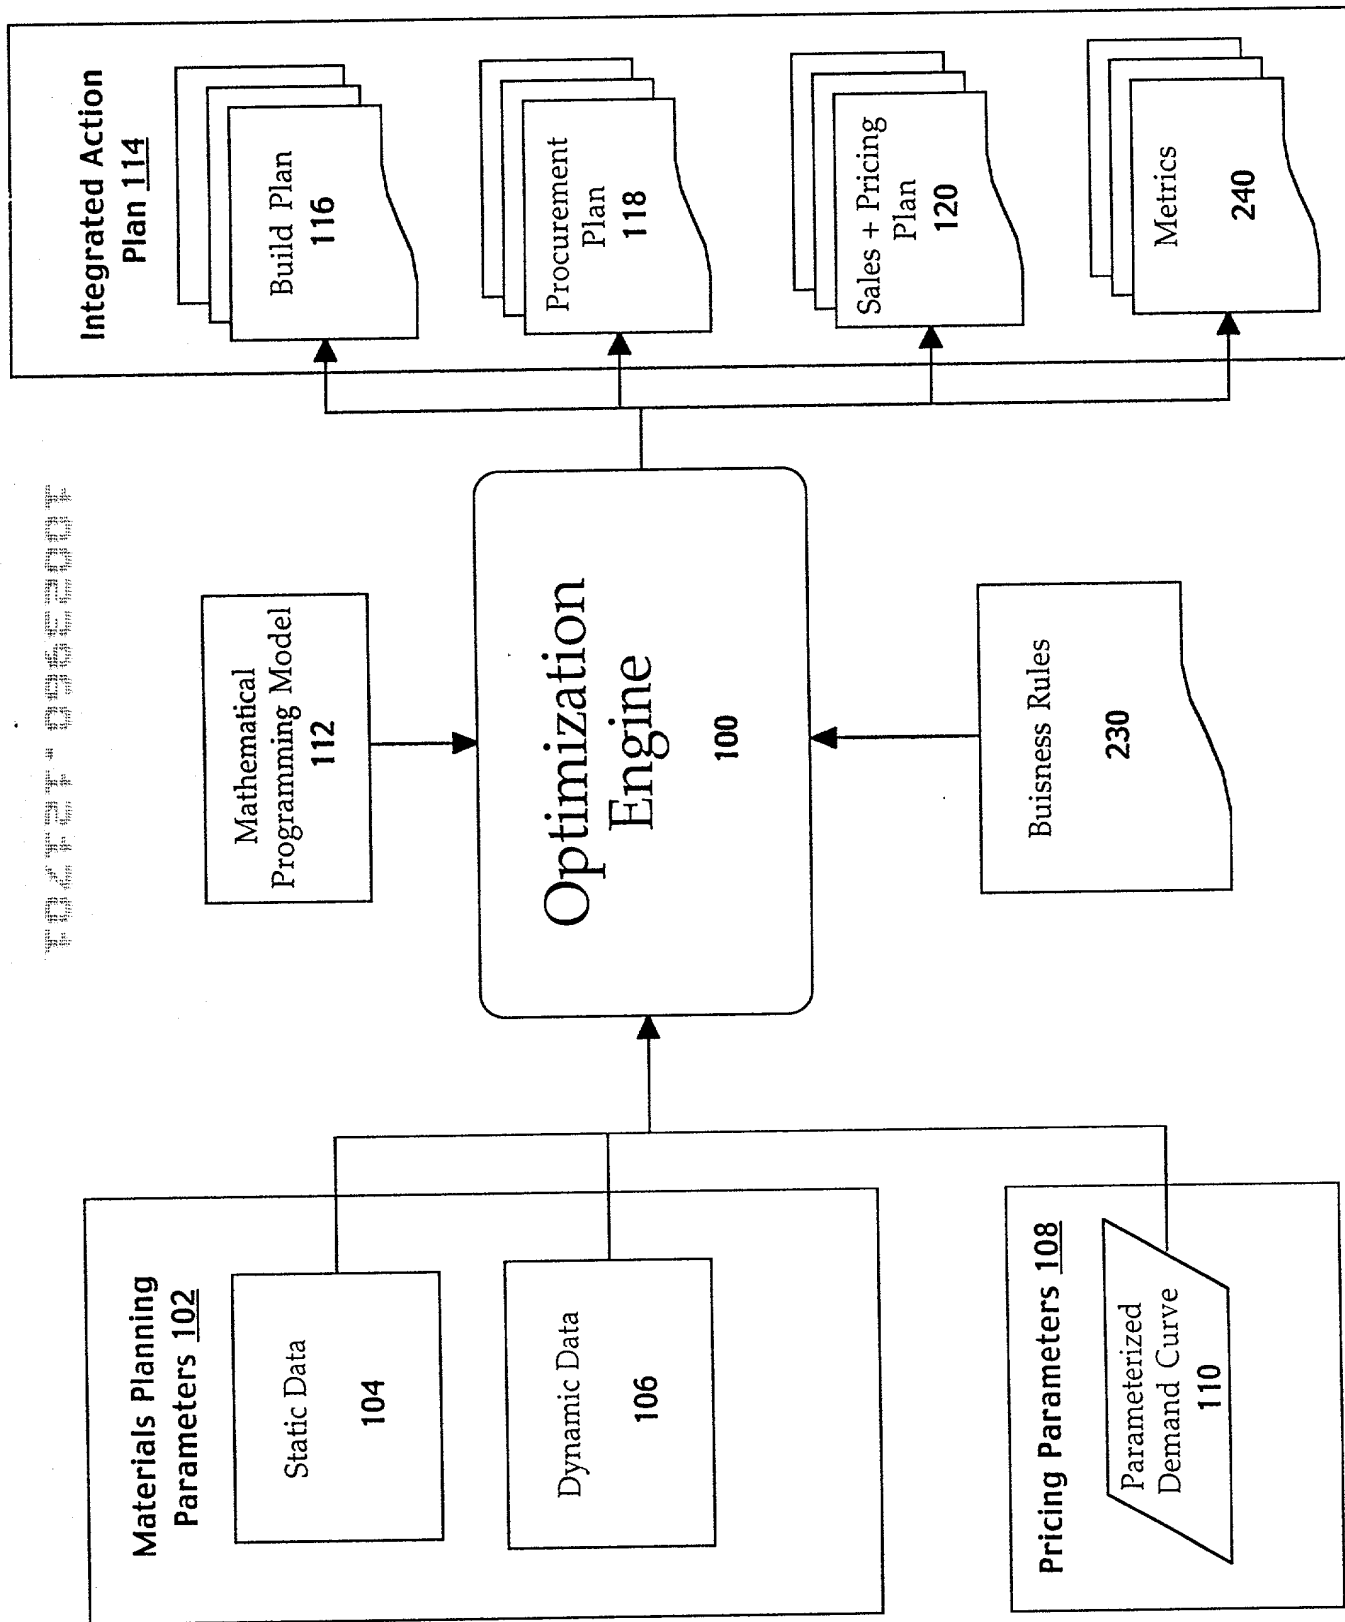 Materials Planning
Parameters 102
Static Data
104
Dynamic Data
106
Pricing Parameters 108
Parameterized
Demand Curve
110
Mathematical
Programming Model
112
Optimization
Engine
100
Buisness Rules
230
Integrated Action
Plan 114
Build Plan
116
Procurement
Plan
118
Sales + Pricing
Plan
120
Metrics
240